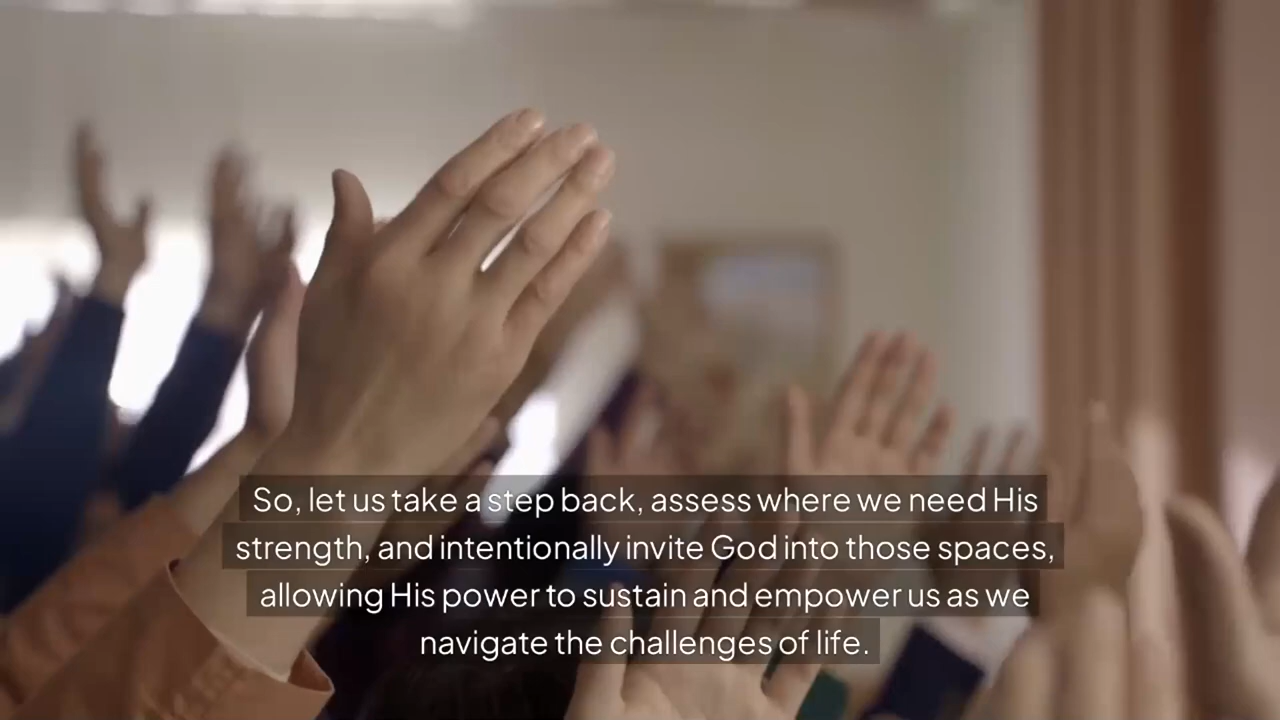 So, let us take a step back, assess where we need His
strength, and intentionally invite God into those spaces,
allowing His power to sustain and empower us as we
navigate the challenges of life.